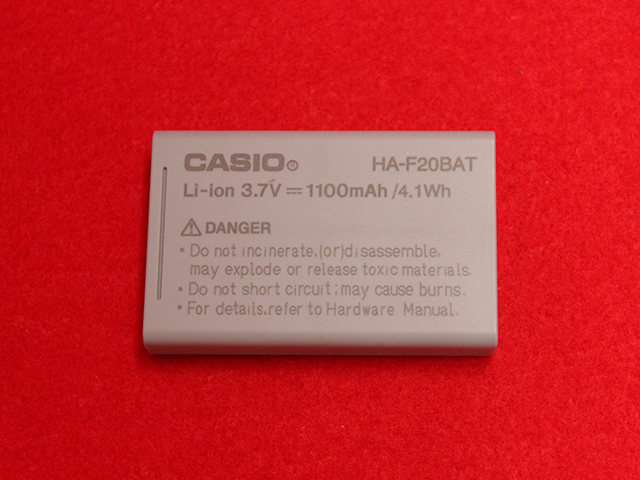 CASIO® HA-F20BAT
Li-ion 3.7V⎓1100mAh /4.1Wh
⚠ DANGER
• Do not incinerate,(or)disassemble,
may explode or release toxic materials.
• Do not short circuit;may cause burns.
• For details,refer to Hardware Manual.